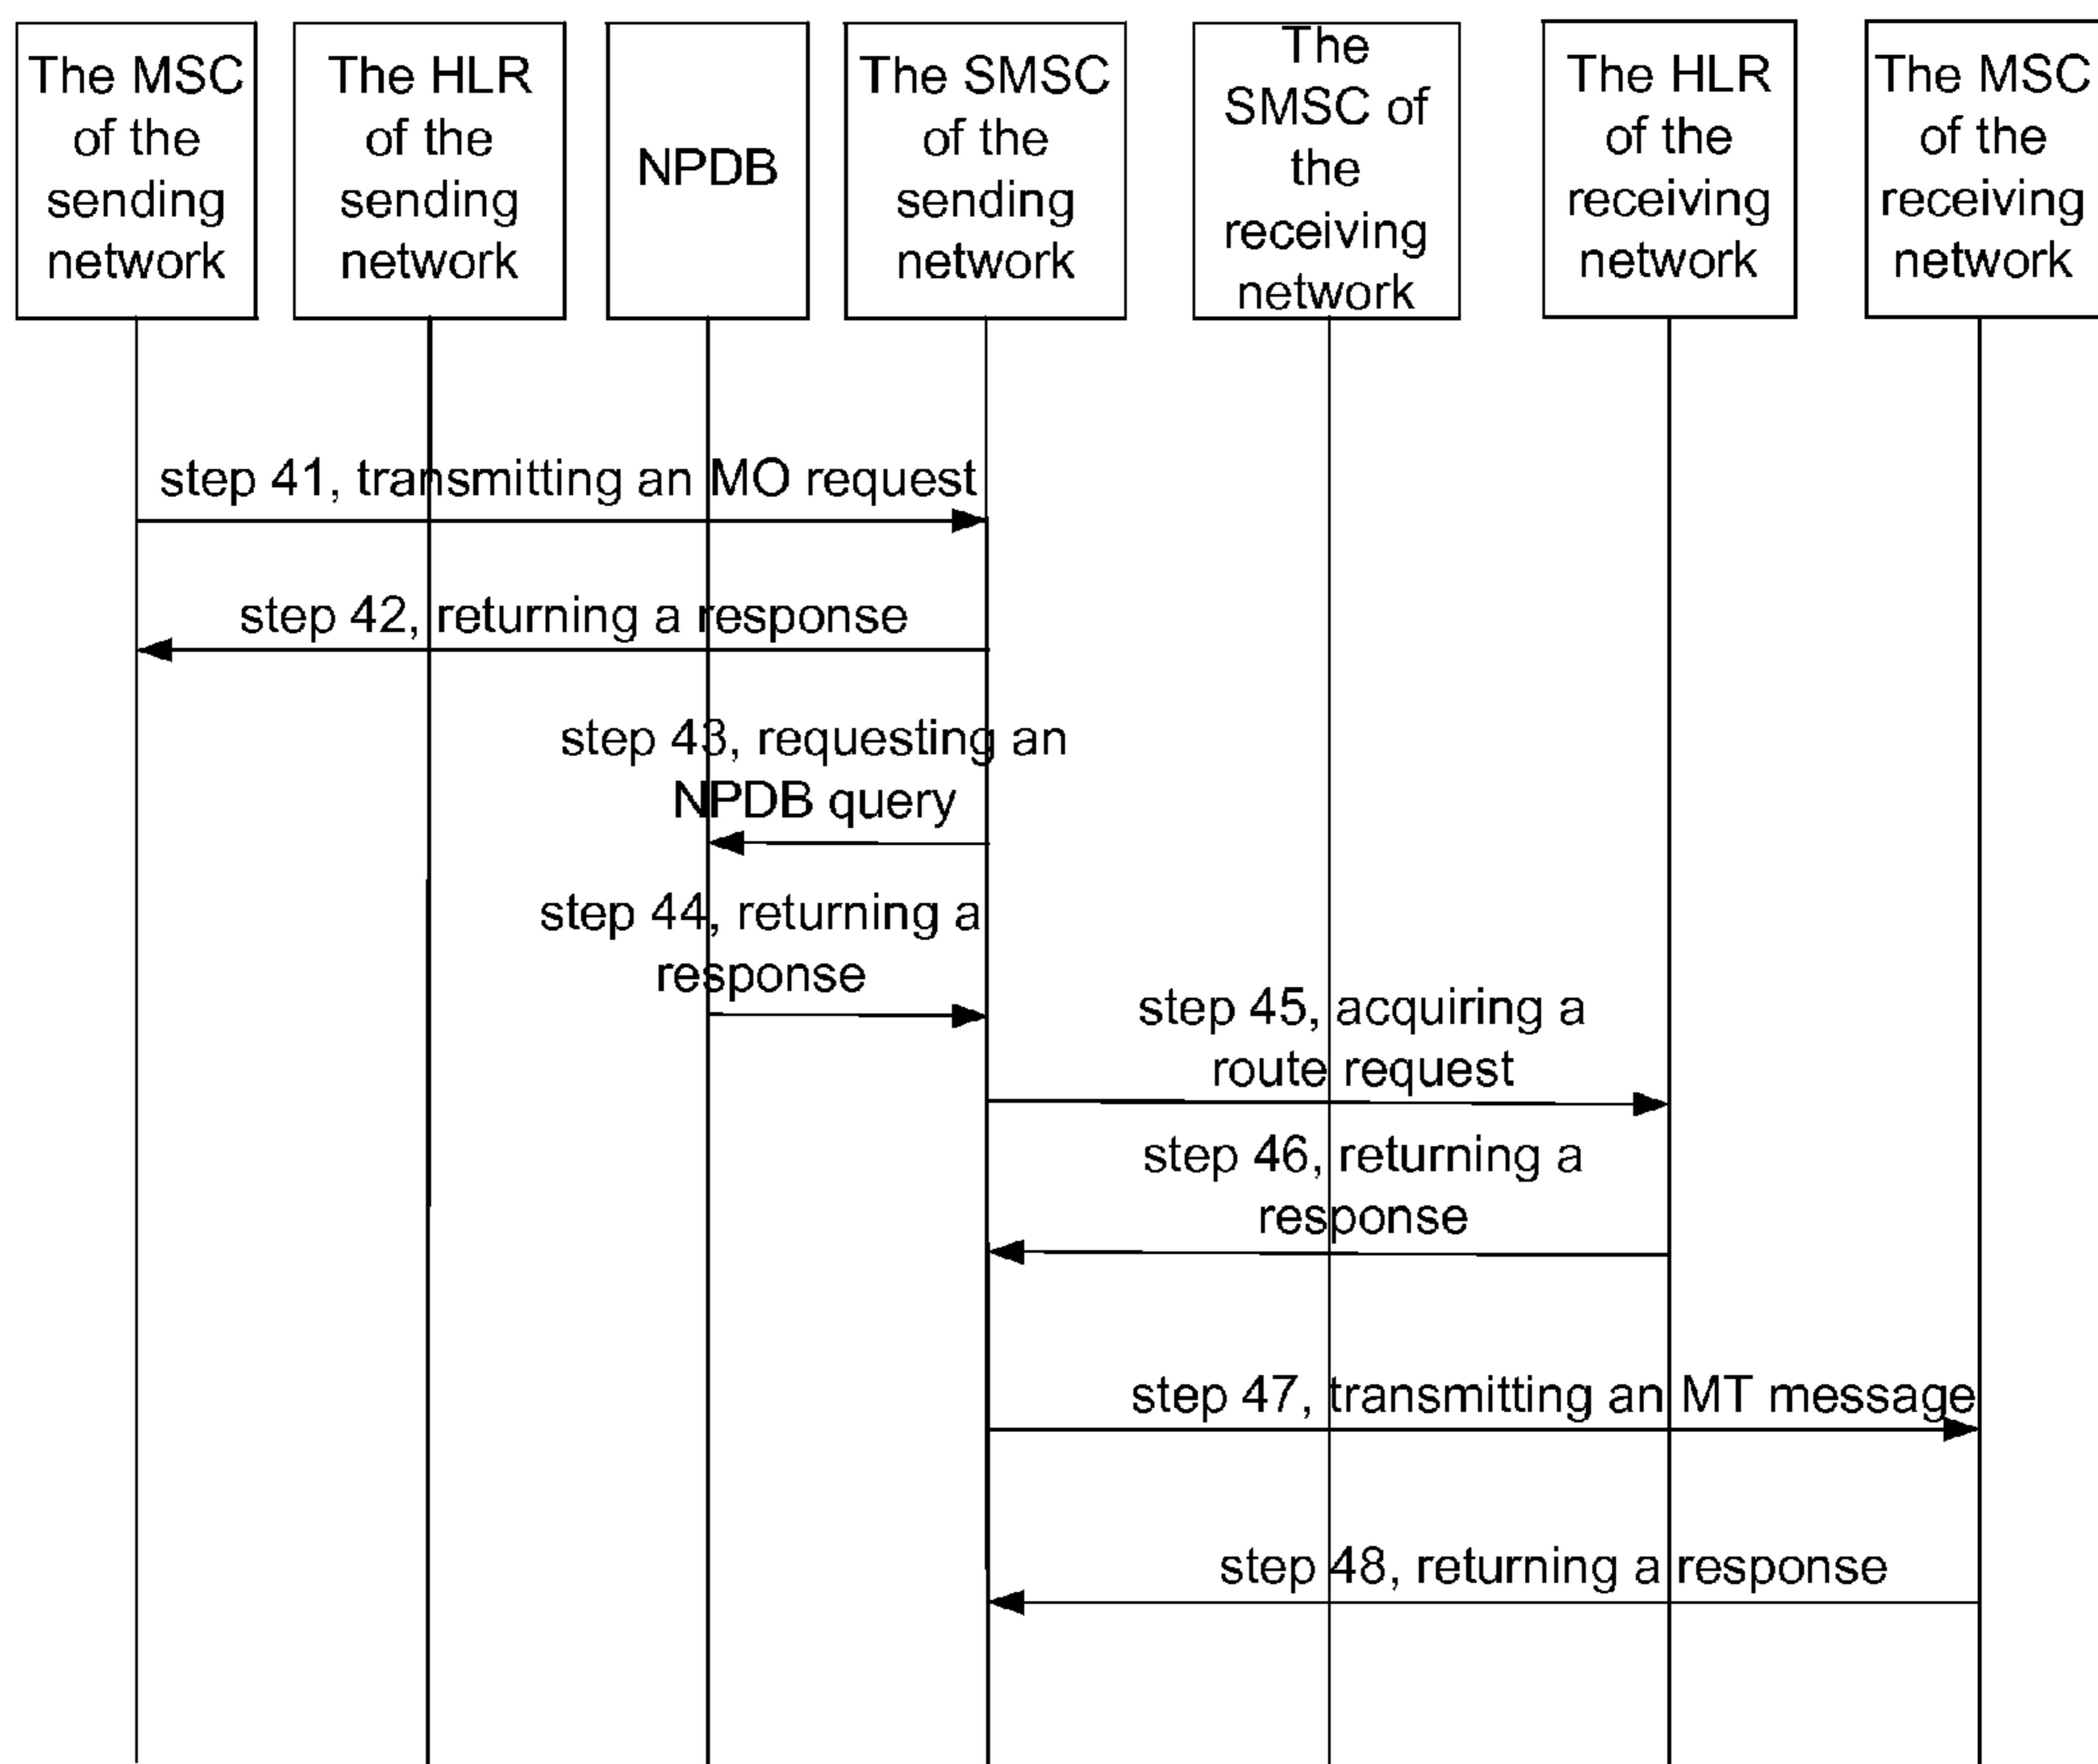 The MSC
of the
sending
network
The HLR
of the
sending
network
NPDB
The SMSC
of the
sending
network
The
SMSC of
the
receiving
network
The HLR
of the
receiving
network
The MSC
of the
receiving
network
step 41, transmitting an MO request
step 42, returning a response
step 43, requesting an
NPDB query
step 44, returning a
response
step 45, acquiring a
route request
step 46, returning a
response
step 47, transmitting an MT message
step 48, returning a response